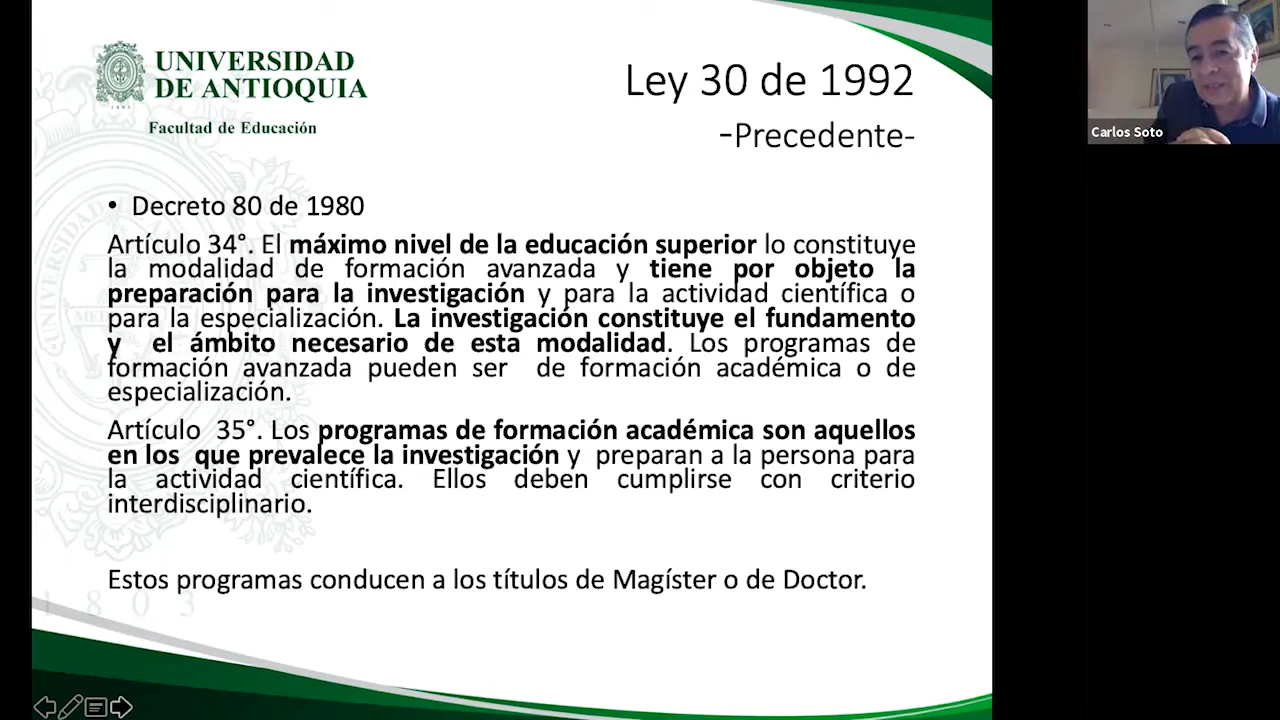 UNIVERSIDAD
DE ANTIOQUIA
1803
Facultad de Educación
Ley 30 de 1992
-Precedente-
Carlos Soto
• Decreto 80 de 1980
Artículo 34°. El máximo nivel de la educación superior lo constituye
la modalidad de formación avanzada y tiene por objeto la
preparación para la investigación y para la actividad científica o
para la especialización. La investigación constituye el fundamento
y el ámbito necesario de esta modalidad. Los programas de
formación avanzada pueden ser de formación académica o de
especialización.
Artículo 35°. Los programas de formación académica son aquellos
en los que prevalece la investigación y preparan a la persona para
la actividad científica. Ellos deben cumplirse con criterio
interdisciplinario.
Estos programas conducen a los títulos de Magíster o de Doctor.
1803